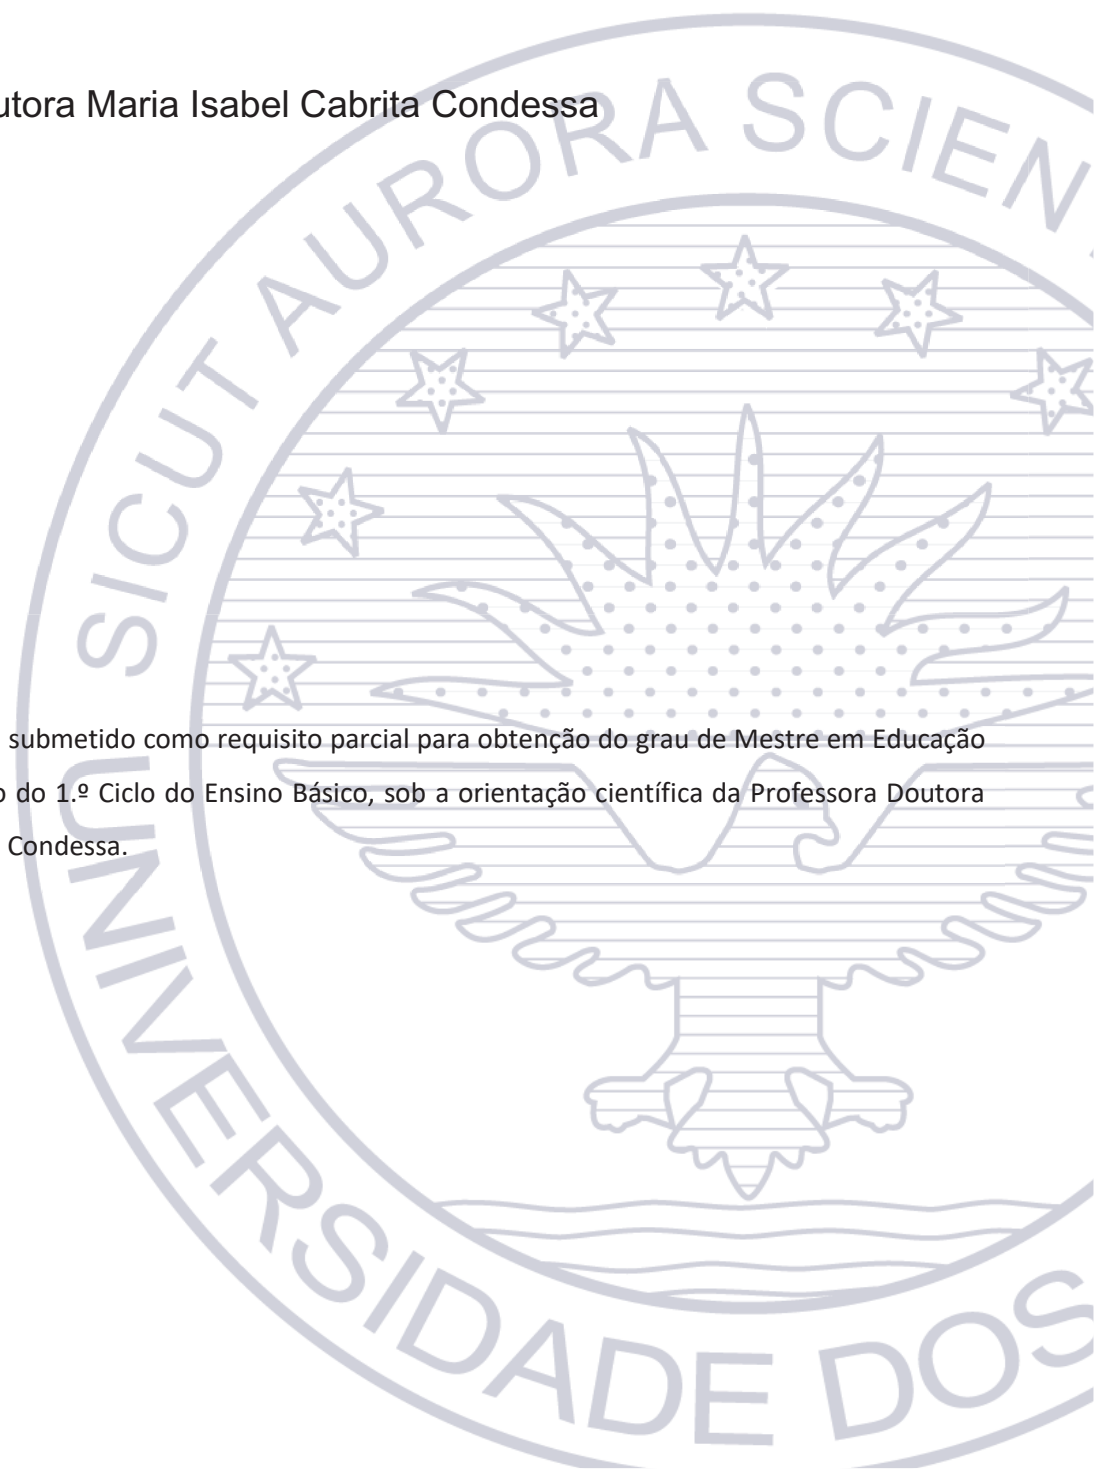 utora Maria Isabel Cabrita Condessa
SICUT AURORA SCIEN
submetido como requisito parcial para obtenção do grau de Mestre em Educação
o do 1.º Ciclo do Ensino Básico, sob a orientação científica da Professora Doutora
Condessa.
UNIVERSIDADE DOS